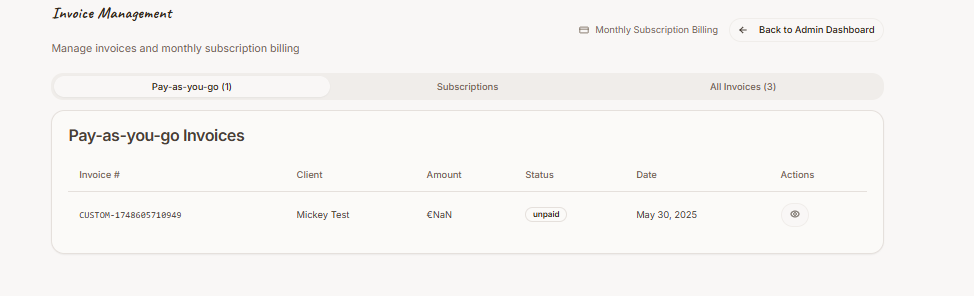 Invoice Management
Monthly Subscription Billing
Back to Admin Dashboard
Manage invoices and monthly subscription billing
Pay-as-you-go (1) Subscriptions All Invoices (3)
Pay-as-you-go Invoices
Invoice # Client Amount Status Date Actions
CUSTOM-1748605710949 Mickey Test €NaN unpaid May 30, 2025